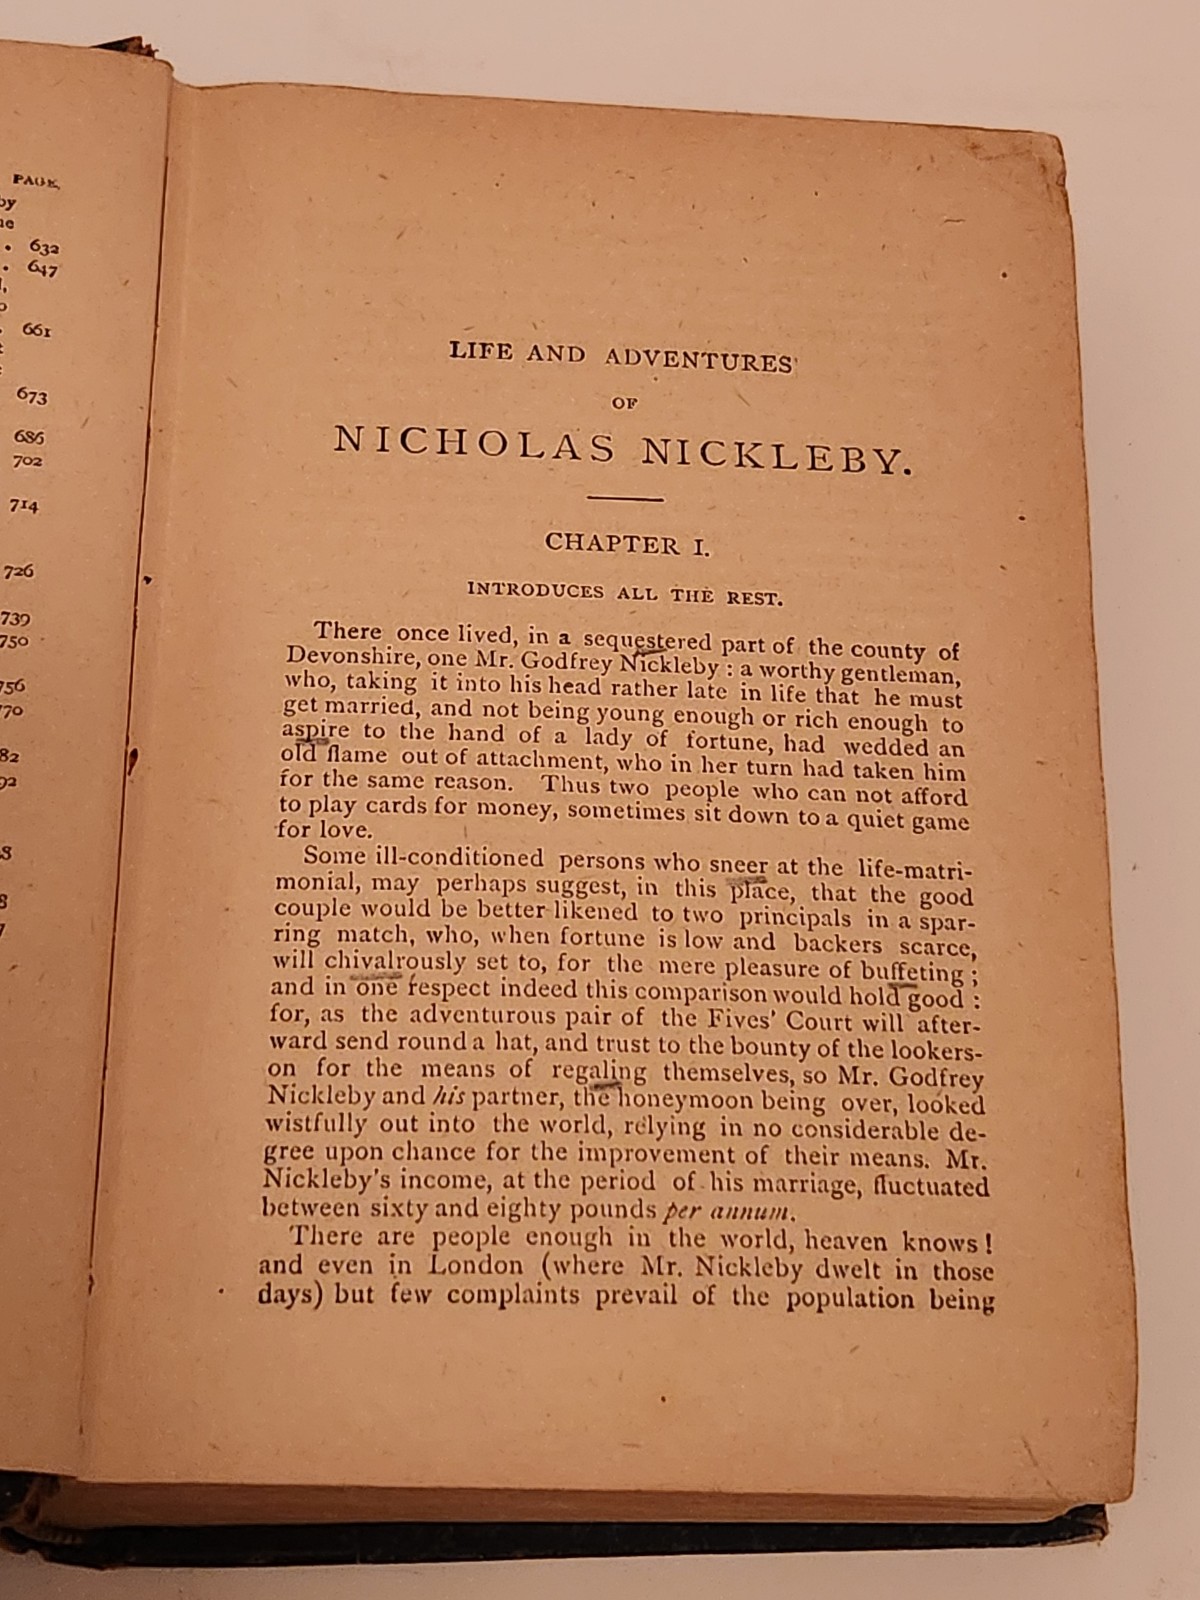 PAGE,
by
. 632
. 647
. 661
673
686
702
714
726
739
750
LIFE AND ADVENTURES
OF
NICHOLAS NICKLEBY.
CHAPTER I.
INTRODUCES ALL THE REST.
There once lived, in a sequestered part of the county of
Devonshire, one Mr. Godfrey Nickleby : a worthy gentleman,
who, taking it into his head rather late in life that he must
get married, and not being young enough or rich enough to
aspire to the hand of a lady of fortune, had wedded an
old flame out of attachment, who in her turn had taken him
for the same reason. Thus two people who can not afford
to play cards for money, sometimes sit down to a quiet game
for love.
Some ill-conditioned persons who sneer at the life-matri-
monial, may perhaps suggest, in this place, that the good
couple would be better likened to two principals in a spar-
ring match, who, when fortune is low and backers scarce,
will chivalrously set to, for the mere pleasure of buffeting ;
and in one respect indeed this comparison would hold good :
for, as the adventurous pair of the Fives' Court will after-
ward send round a hat, and trust to the bounty of the lookers-
on for the means of regaling themselves, so Mr. Godfrey
Nickleby and his partner, the honeymoon being over, looked
wistfully out into the world, relying in no considerable de-
gree upon chance for the improvement of their means. Mr.
Nickleby's income, at the period of his marriage, fluctuated
between sixty and eighty pounds per annum.
There are people enough in the world, heaven knows!
and even in London (where Mr. Nickleby dwelt in those
days) but few complaints prevail of the population being